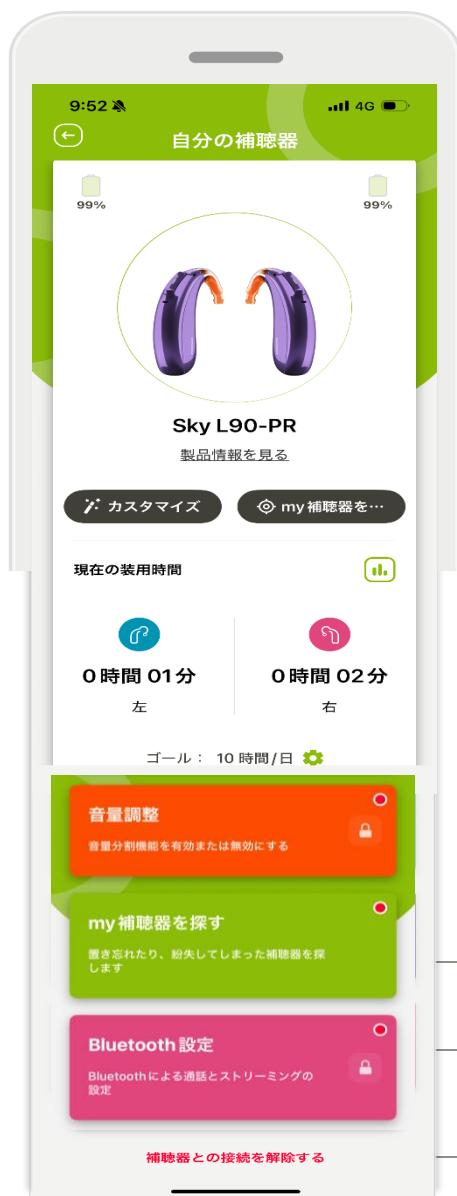 9:52
4G
自分の補聴器
99%
99%
Sky L90-PR
製品情報を見る
カスタマイズ
my補聴器を…
現在の装用時間
0時間 01分
0時間 02分
左
右
ゴール： 10 時間/日
音量調整
音量分割機能を有効または無効にする
my補聴器を探す
置き忘れたり、紛失してしまった補聴器を探
します
Bluetooth設定
Bluetoothによる通話とストリーミングの
設定
補聴器との接続を解除する